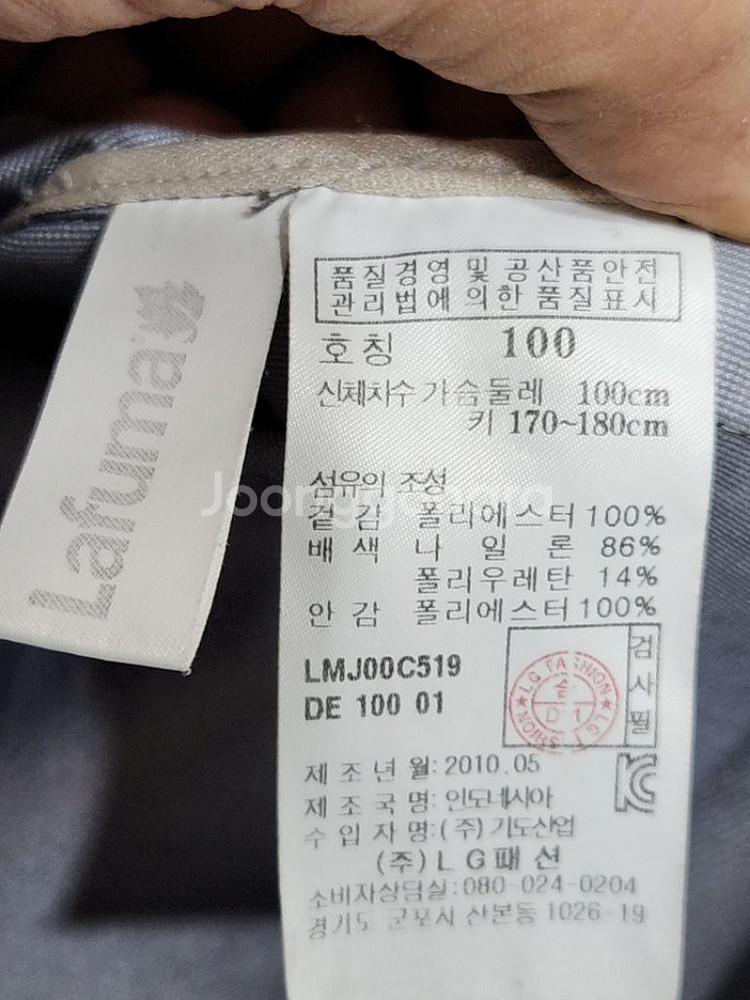 Lafuma
품질경영 및 공산품안전
관리법에 의한 품질표시
호칭 100
신체치수 가슴둘레 100cm
키 170~180cm
섬유의 조성
겉감 폴리에스터 100%
배색 나일론 86%
폴리우레탄 14%
안감 폴리에스터 100%
LMJ00C519
DE 100 01
검사필
LG FASHION
제조년월: 2010.05
제조국명: 인도네시아
수입자명: (주)기도산업
(주)LG패션
소비자상담실: 080-024-0204
경기도 군포시 산본동 1026-19
Joonggonara